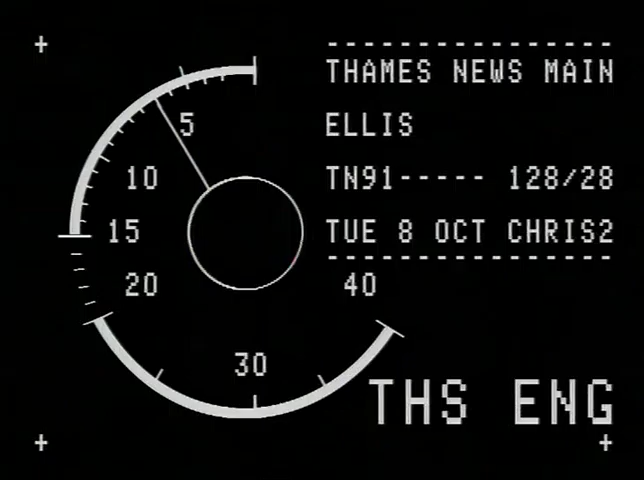 ----------------
THAMES NEWS MAIN
ELLIS
TN91----- 128/28
TUE 8 OCT CHRIS2
----------------
5
10
15
20
30
40
THS ENG